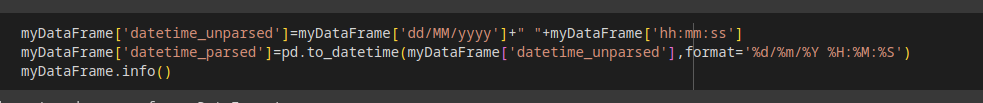 myDataFrame['datetime_unparsed']=myDataFrame['dd/MM/yyyy']+" "+myDataFrame['hh:mm:ss']
myDataFrame['datetime_parsed']=pd.to_datetime(myDataFrame['datetime_unparsed'],format='%d/%m/%Y %H:%M:%S')
myDataFrame.info()